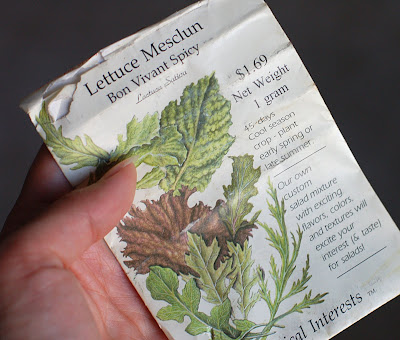 Lettuce Mesclun
Bon Vivant Spicy
Lactuca Sativa
$1.69
Net Weight
1 gram
45-days
Cool season
crop - plant
early spring or
late summer.
Our own
custom
salad mixture
with exciting
flavors, colors,
and textures will
excite your
interest (& taste)
for salads!
Interests ™